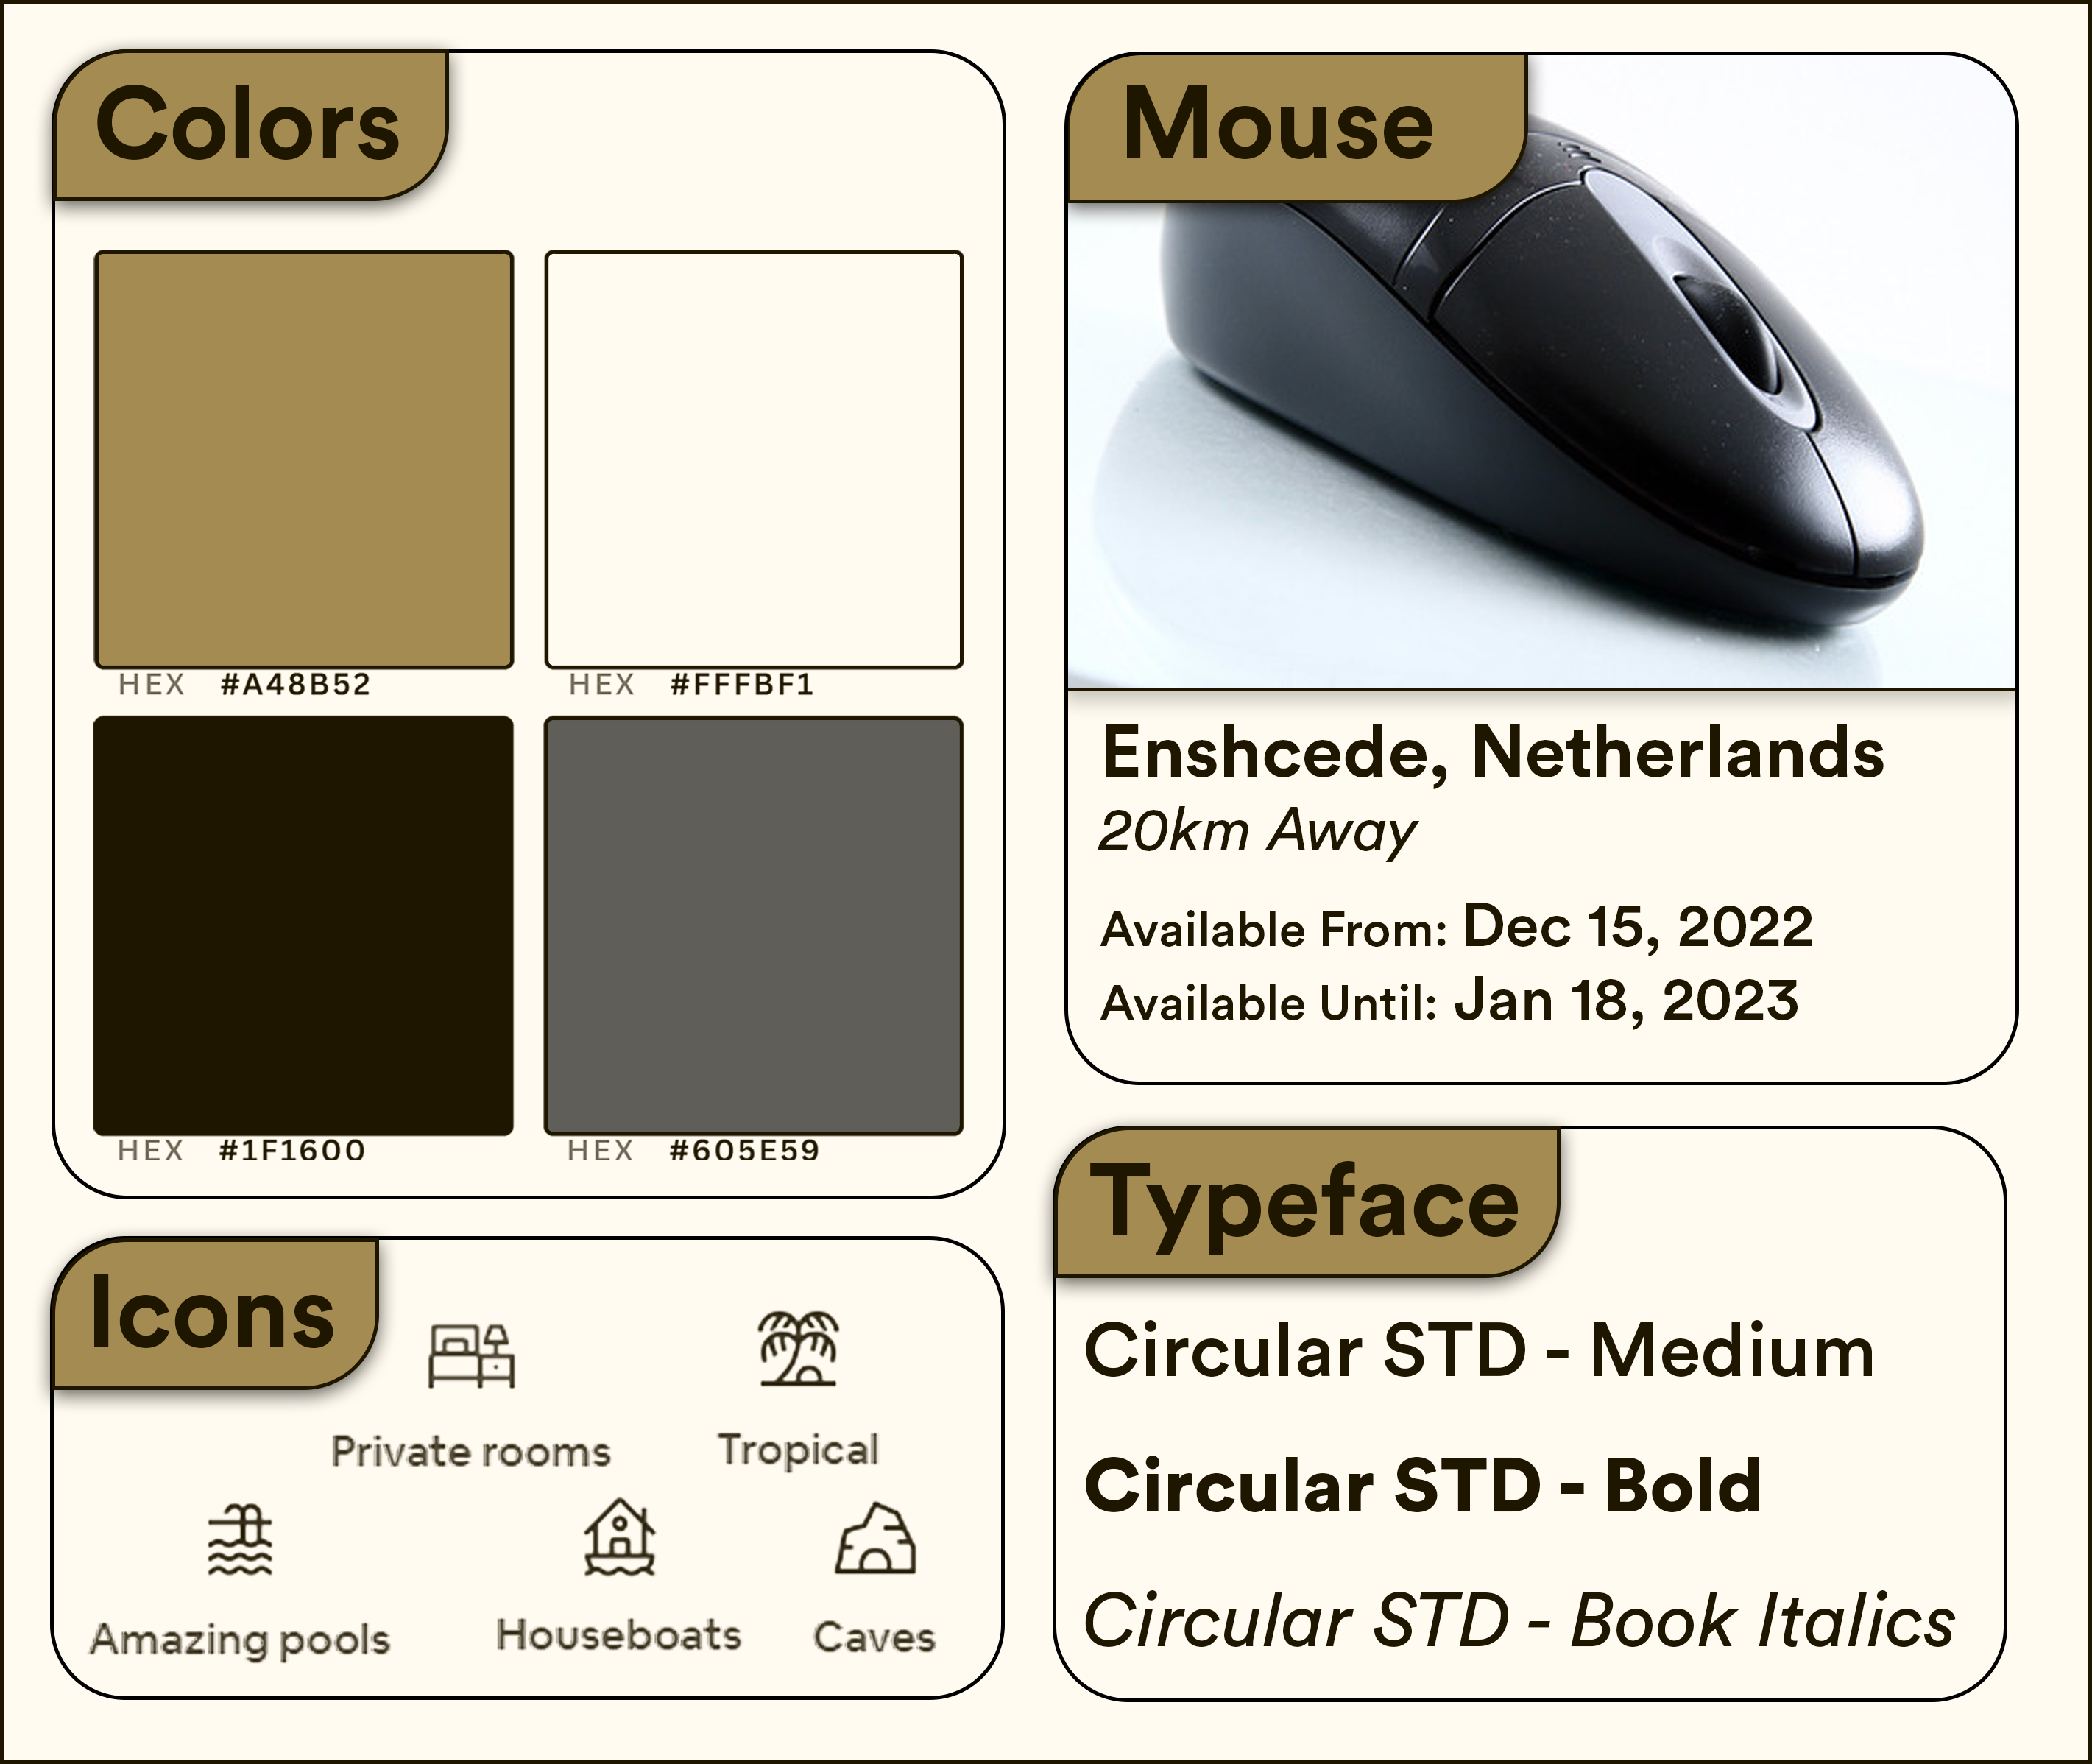 Colors
HEX #A48B52
HEX #FFFBF1
HEX #1F1600
HEX #605E59
Icons
Private rooms
Tropical
Amazing pools
Houseboats
Caves
Mouse
Enshcede, Netherlands
20km Away
Available From: Dec 15, 2022
Available Until: Jan 18, 2023
Typeface
Circular STD - Medium
Circular STD - Bold
Circular STD - Book Italics